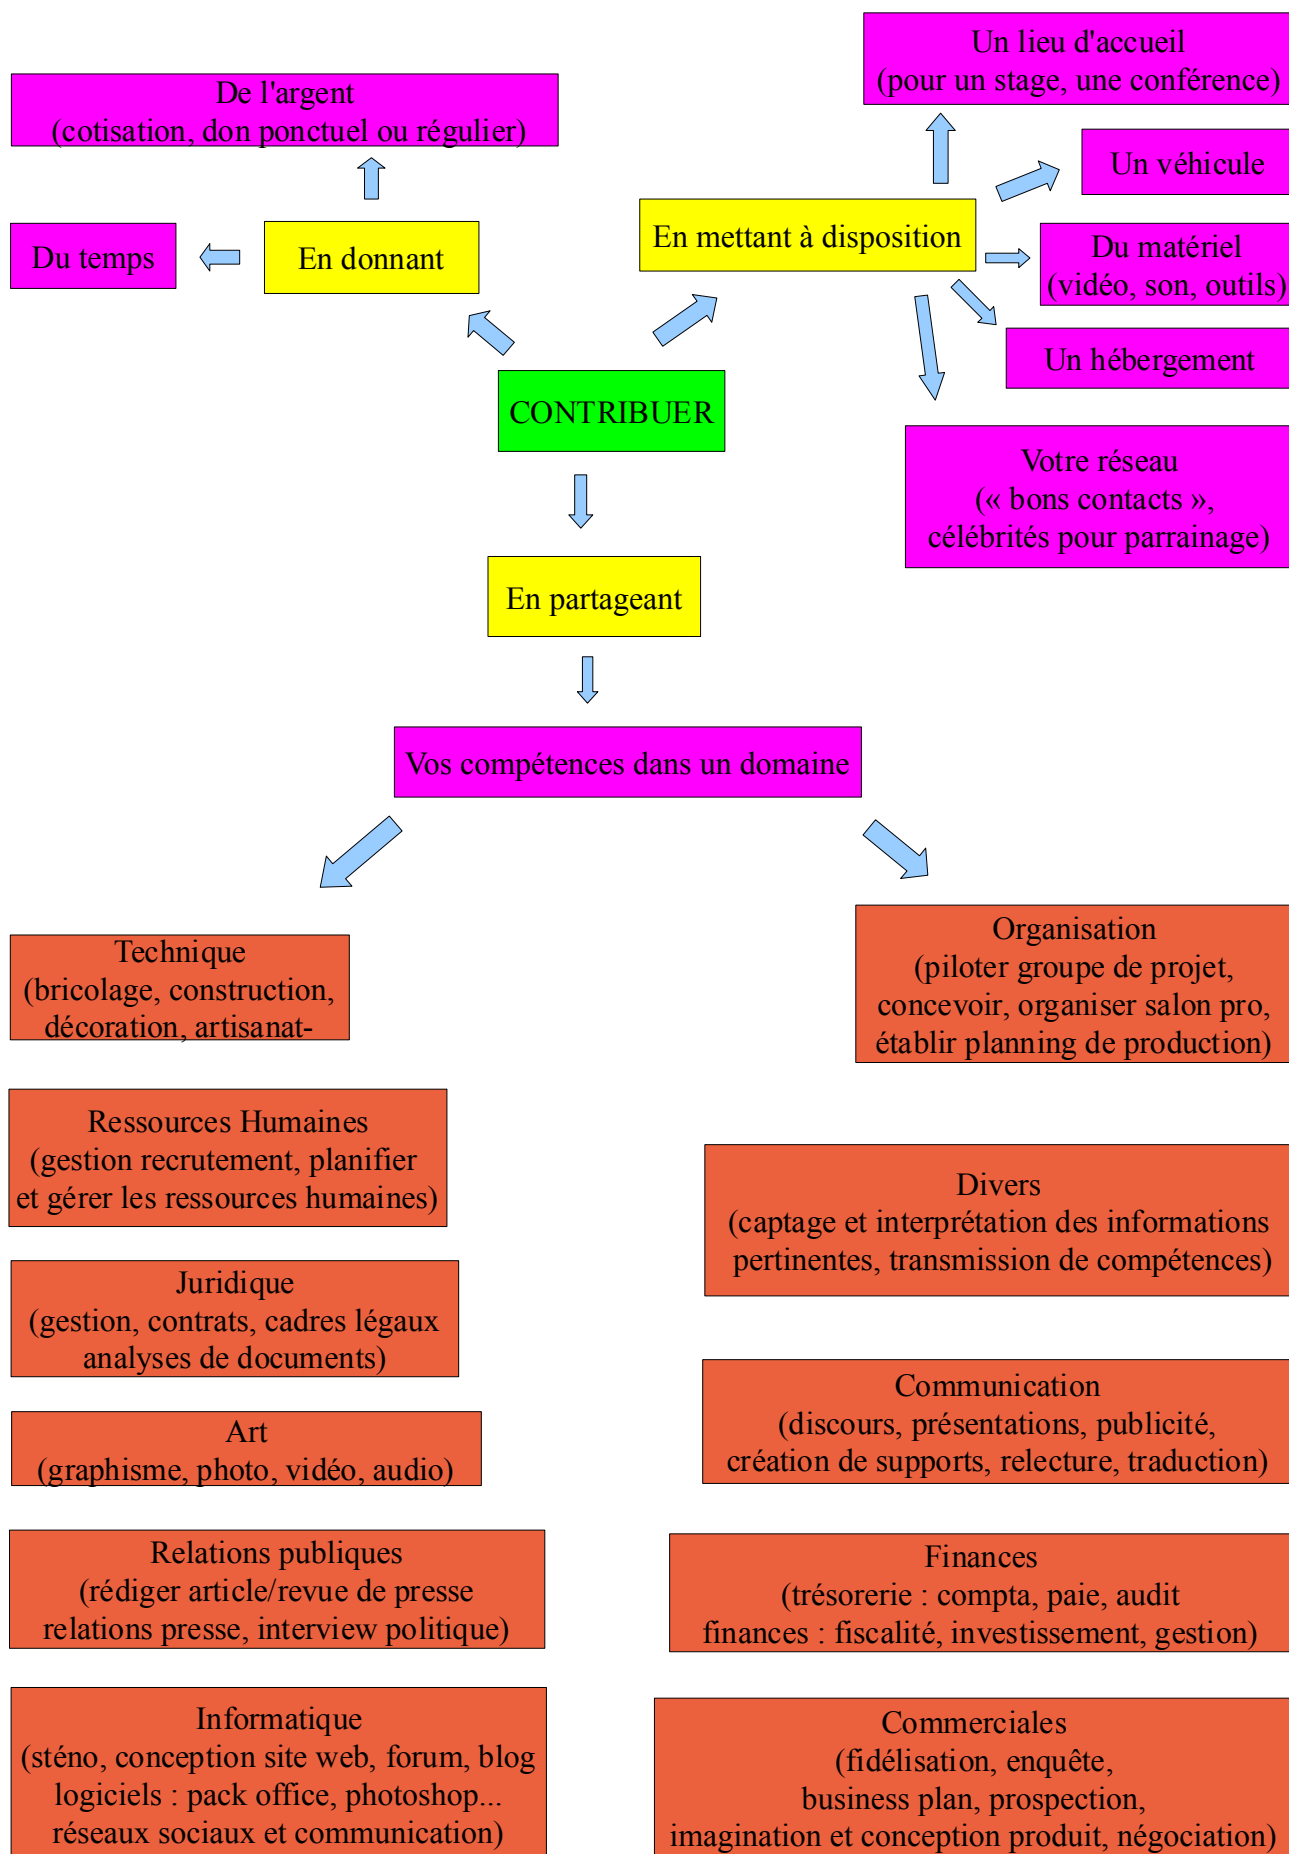 Un lieu d'accueil
(pour un stage, une conférence)
De l'argent
(cotisation, don ponctuel ou régulier)
Un véhicule
En mettant à disposition
Du temps
En donnant
Du matériel
(vidéo, son, outils)
Un hébergement
CONTRIBUER
Votre réseau
(« bons contacts »,
célébrités pour parrainage)
En partageant
Vos compétences dans un domaine
Technique
(bricolage, construction,
décoration, artisanat-
Organisation
(piloter groupe de projet,
concevoir, organiser salon pro,
établir planning de production)
Ressources Humaines
(gestion recrutement, planifier
et gérer les ressources humaines)
Divers
(captage et interprétation des informations
pertinentes, transmission de compétences)
Juridique
(gestion, contrats, cadres légaux
analyses de documents)
Communication
(discours, présentations, publicité,
création de supports, relecture, traduction)
Art
(graphisme, photo, vidéo, audio)
Relations publiques
(rédiger article/revue de presse
relations presse, interview politique)
Finances
(trésorerie : compta, paie, audit
finances : fiscalité, investissement, gestion)
Informatique
(sténo, conception site web, forum, blog
logiciels : pack office, photoshop...
réseaux sociaux et communication)
Commerciales
(fidélisation, enquête,
business plan, prospection,
imagination et conception produit, négociation)